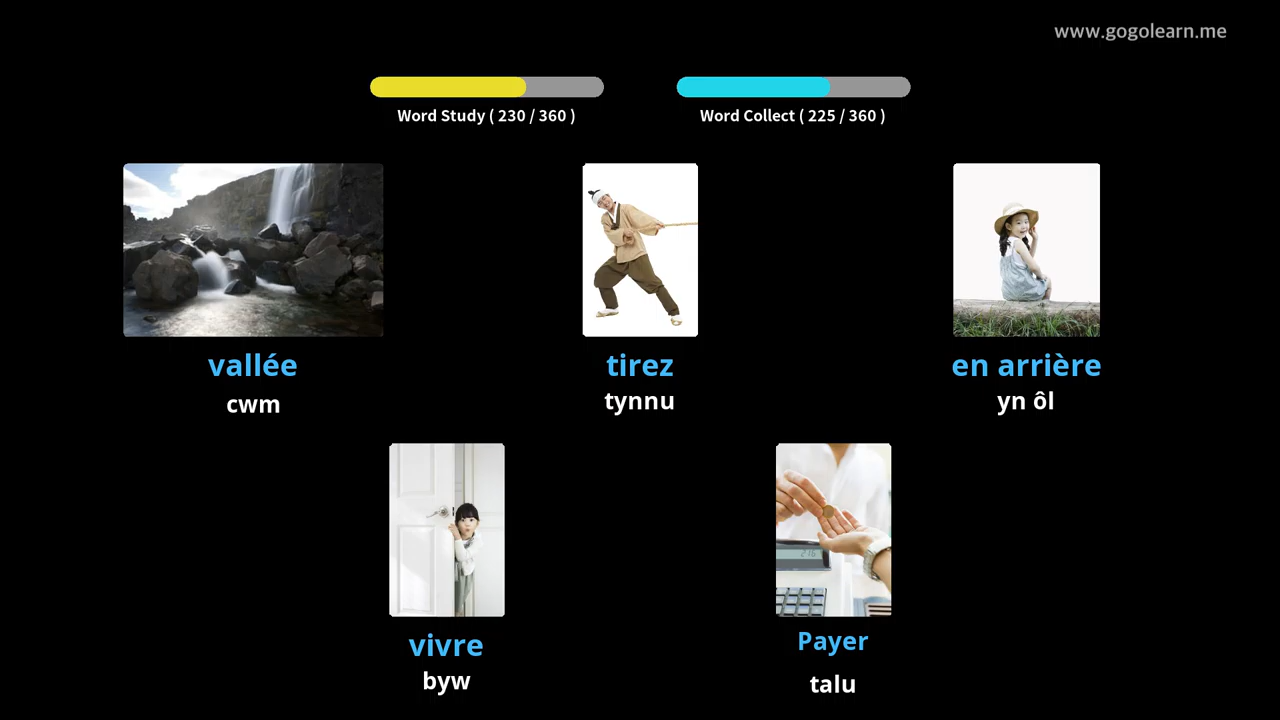 www.gogolearn.me
Word Study ( 230 / 360 )
Word Collect ( 225 / 360 )
vallée
cwm
tirez
tynnu
en arrière
yn ôl
vivre
byw
Payer
talu